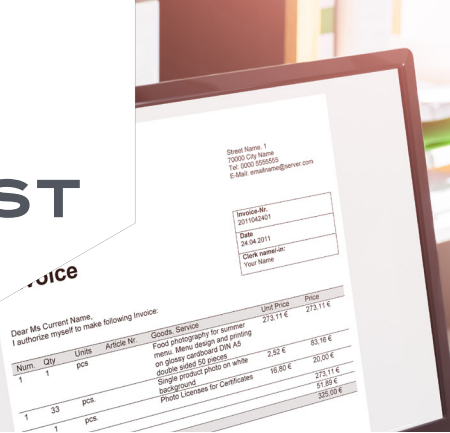 ST
Street Name. 1
70000 City Name
Tel: 0000 5555555
E-Mail: emailname@server.com
Invoice-Nr.
2011042401
Date
24.04.2011
Clerk name/-in:
Your Name
voice
Dear Ms Current Name,
I authorize myself to make following Invoice:
Num. Qty Units Article Nr. Goods. Service Unit Price Price
1 1 pcs Food photography for summer 273,11 € 273,11 €
menu. Menu design and printing
on glossy cardboard DIN A5
double sided 50 pieces
1 33 pcs. Single product photo on white 2,52 € 83,16 €
background
1 pcs. Photo Licenses for Certificates 16,80 € 20,00 €
273,11 €
51,89 €
325,00 €